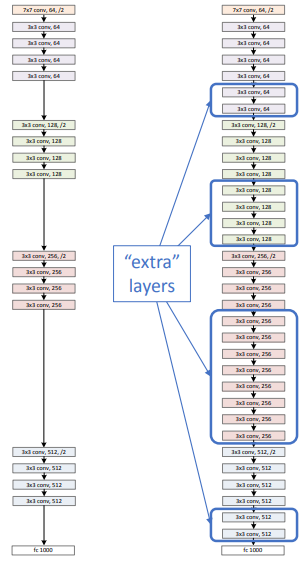 7x7 conv, 64, /2
3x3 conv, 64
3x3 conv, 64
3x3 conv, 64
3x3 conv, 64
3x3 conv, 128, /2
3x3 conv, 128
3x3 conv, 128
3x3 conv, 128
3x3 conv, 256, /2
3x3 conv, 256
3x3 conv, 256
3x3 conv, 256
3x3 conv, 512, /2
3x3 conv, 512
3x3 conv, 512
3x3 conv, 512
fc 1000
“extra”
layers
7x7 conv, 64, /2
3x3 conv, 64
3x3 conv, 64
3x3 conv, 64
3x3 conv, 64
3x3 conv, 64
3x3 conv, 64
3x3 conv, 128, /2
3x3 conv, 128
3x3 conv, 128
3x3 conv, 128
3x3 conv, 128
3x3 conv, 128
3x3 conv, 128
3x3 conv, 128
3x3 conv, 256, /2
3x3 conv, 256
3x3 conv, 256
3x3 conv, 256
3x3 conv, 256
3x3 conv, 256
3x3 conv, 256
3x3 conv, 256
3x3 conv, 256
3x3 conv, 256
3x3 conv, 256
3x3 conv, 256
3x3 conv, 512, /2
3x3 conv, 512
3x3 conv, 512
3x3 conv, 512
3x3 conv, 512
3x3 conv, 512
fc 1000